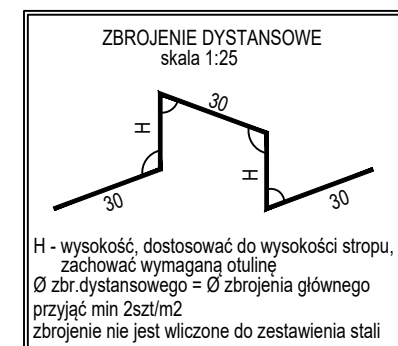 ZBROJENIE DYSTANSOWE
skala 1:25
30
H
H
30
30
H - wysokość, dostosować do wysokości stropu,
zachować wymaganą otulinę
Ø zbr.dystansowego = Ø zbrojenia głównego
przyjąć min 2szt/m2
zbrojenie nie jest wliczone do zestawienia stali